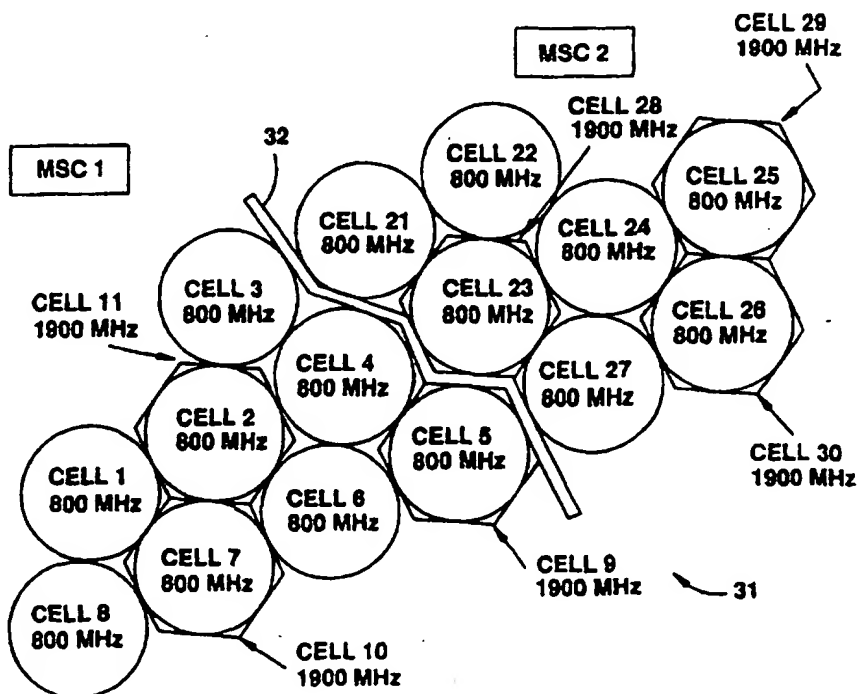 CELL 29
1900 MHz
MSC 2
CELL 28
1900 MHz
32
MSC 1
CELL 22
800 MHz
CELL 25
800 MHz
CELL 21
800 MHz
CELL 24
800 MHz
CELL 3
800 MHz
CELL 23
800 MHz
CELL 26
800 MHz
CELL 11
1900 MHz
CELL 4
800 MHz
CELL 27
800 MHz
CELL 2
800 MHz
CELL 5
800 MHz
CELL 30
1900 MHz
CELL 1
800 MHz
CELL 6
800 MHz
CELL 7
800 MHz
CELL 9
1900 MHz
31
CELL 8
800 MHz
CELL 10
1900 MHz